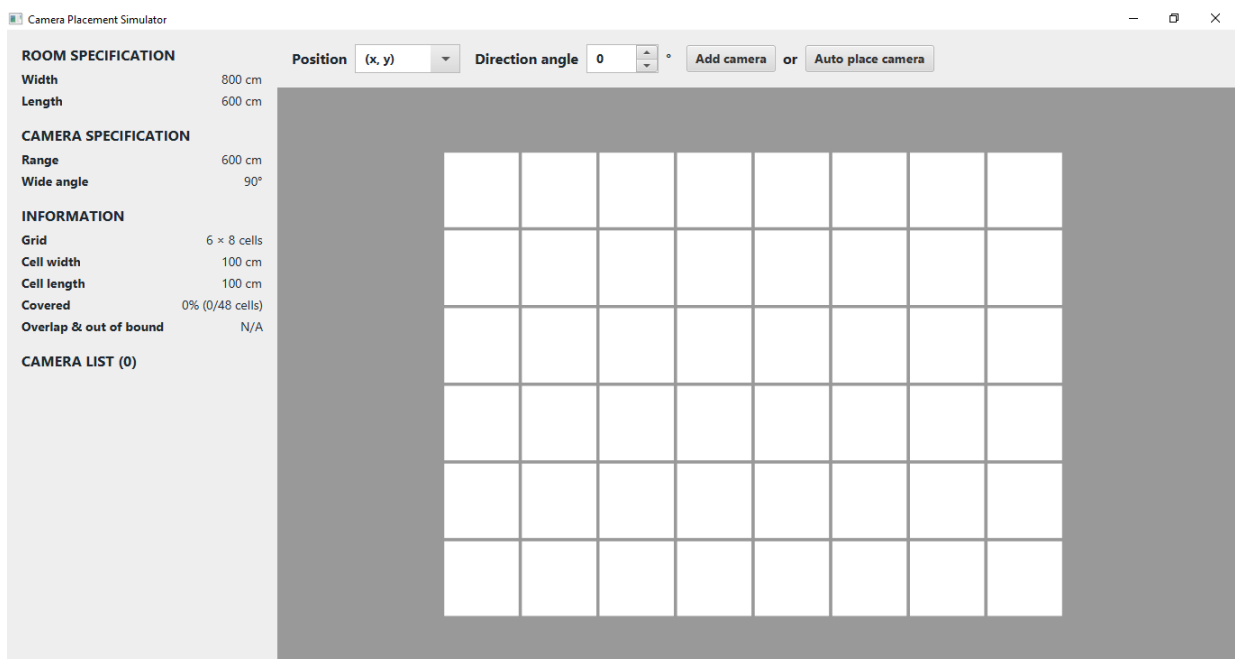 Camera Placement Simulator
ROOM SPECIFICATION
Width 800 cm
Length 600 cm
CAMERA SPECIFICATION
Range 600 cm
Wide angle 90°
INFORMATION
Grid 6 × 8 cells
Cell width 100 cm
Cell length 100 cm
Covered 0% (0/48 cells)
Overlap & out of bound N/A
CAMERA LIST (0)
Position (x, y) Direction angle 0 ° Add camera or Auto place camera